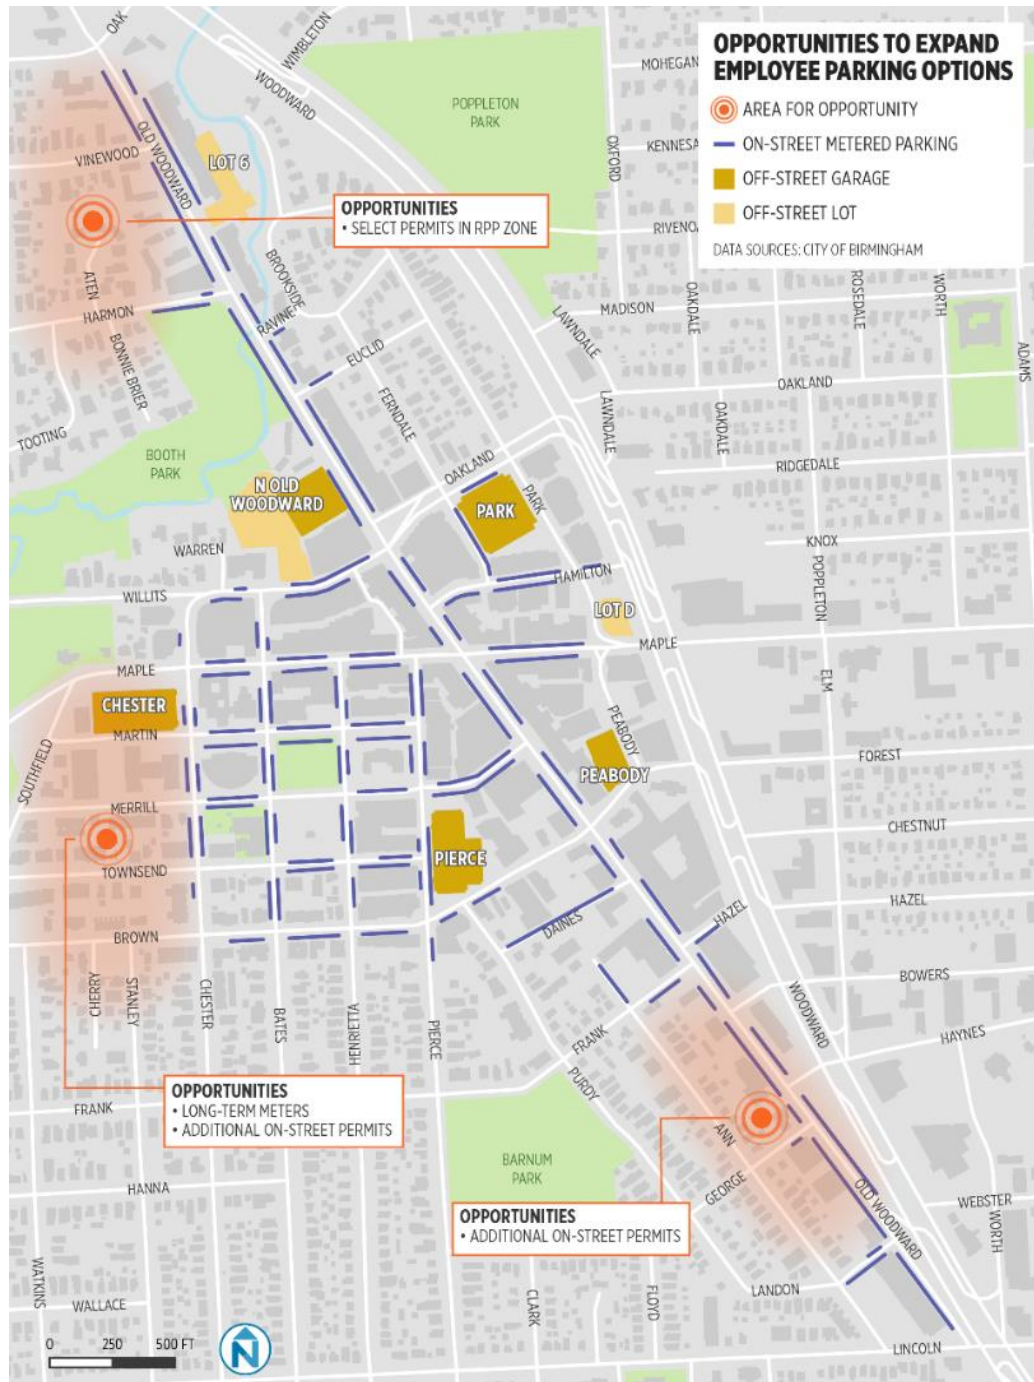 OPPORTUNITIES TO EXPAND
EMPLOYEE PARKING OPTIONS
AREA FOR OPPORTUNITY
ON-STREET METERED PARKING
OFF-STREET GARAGE
OFF-STREET LOT
DATA SOURCES: CITY OF BIRMINGHAM
OAK
WIMBLETON
WOODWARD
MOHEGAN
POPPLETON
PARK
OXFORD
KENNESA
OLD WOODWARD
VINEWOOD
LOT 6
OPPORTUNITIES
• SELECT PERMITS IN RPP ZONE
RIVENO
BROOKSIDE
ATEN
HARMON
RAVINE
BONNIE BRIER
EUCLID
LAWNDALE
MADISON
OAKDALE
ROSEDALE
WORTH
ADAMS
TOOTING
FERNDALE
LAWNDALE
OAKLAND
OAKDALE
BOOTH
PARK
OAKLAND
RIDGEDALE
N OLD
WOODWARD
PARK
PARK
WARREN
KNOX
POPPLETON
WILLITS
HAMILTON
LOT D
MAPLE
MAPLE
ELM
CHESTER
MARTIN
SOUTHFIELD
PEABODY
PEABODY
FOREST
MERRILL
CHESTNUT
TOWNSEND
PIERCE
HAZEL
BROWN
DAINES
HAZEL
BOWERS
CHERRY
STANLEY
CHESTER
BATES
HENRIETTA
PIERCE
WOODWARD
FRANK
HAYNES
PURDY
OPPORTUNITIES
• LONG-TERM METERS
• ADDITIONAL ON-STREET PERMITS
FRANK
ANN
BARNUM
PARK
HANNA
GEORGE
OLD WOODWARD
WEBSTER
WORTH
OPPORTUNITIES
• ADDITIONAL ON-STREET PERMITS
WATKINS
WALLACE
CLARK
FLOYD
LANDON
LINCOLN
0 250 500 FT
N